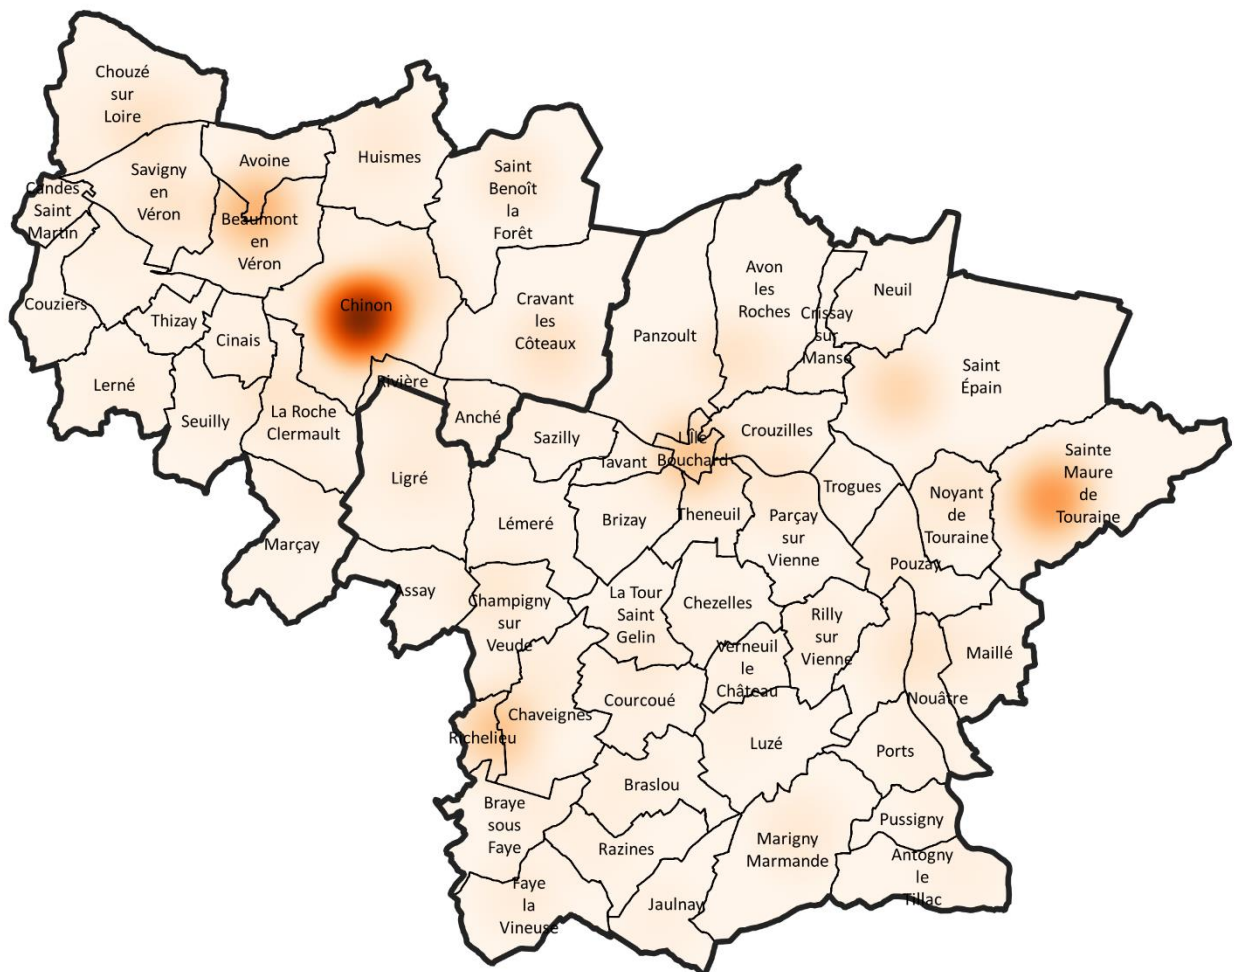 Chouzé
sur
Loire
Avoine
Huismes
Savigny
en
Véron
Saint
Benoît
la
Forêt
Candes
Saint
Martin
Beaumont
en
Véron
Couziers
Thizay
Cinais
Chinon
Cravant
les
Côteaux
Panzoult
Avon
les
Roches
Crissay
sur
Manse
Neuil
Saint
Épain
Lerné
Seuilly
La Roche
Clermault
Rivière
Anché
Ligré
Sazilly
Tavant
L'Île
Bouchard
Crouzilles
Trogues
Noyant
de
Touraine
Sainte
Maure
de
Touraine
Marçay
Lémeré
Brizay
Theneuil
Parçay
sur
Vienne
Pouzay
Assay
Champigny
sur
Veude
La Tour
Saint
Gelin
Chezelles
Rilly
sur
Vienne
Verneuil
le
Château
Maillé
Nouâtre
Richelieu
Chaveignes
Courcoué
Luzé
Ports
Braye
sous
Faye
Braslou
Pussigny
Razines
Marigny
Marmande
Antogny
le
Tillac
Faye
la
Vineuse
Jaulnay